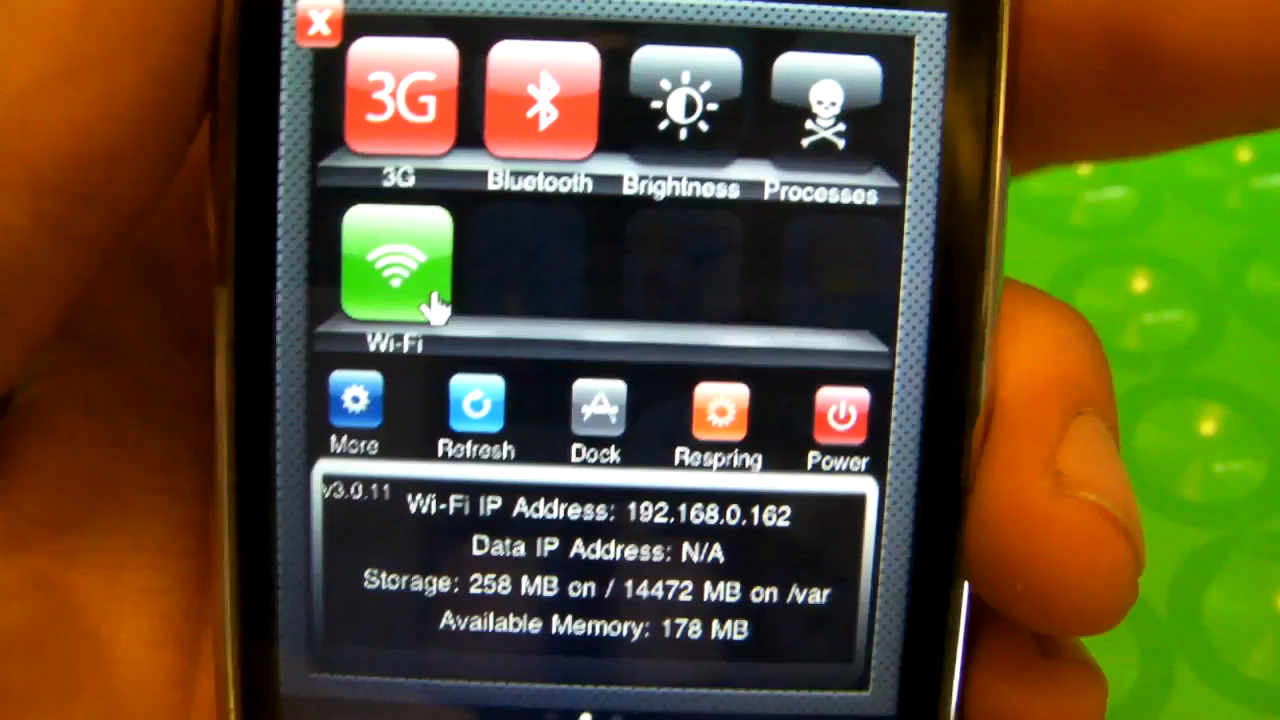 X
3G
3G Bluetooth Brightness Processes
Wi-Fi
More Refresh Dock Respring Power
v3.0.11
Wi-Fi IP Address: 192.168.0.162
Data IP Address: N/A
Storage: 258 MB on / 14472 MB on /var
Available Memory: 178 MB